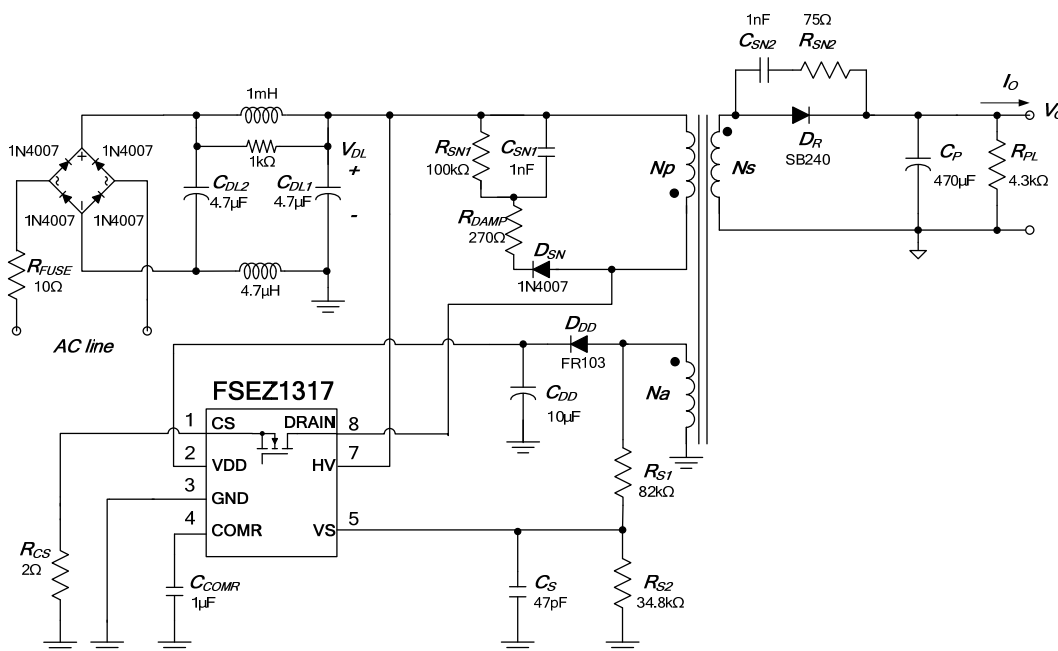 1nF 75Ω
CSN2 RSN2
1mH
IO
VO
1N4007 1N4007
1kΩ
VDL
+
-
RSN1
100kΩ
CSN1
1nF
Np
Ns
DR
SB240
CP
470µF
RPL
4.3kΩ
CDL2
4.7µF
CDL1
4.7µF
1N4007 1N4007
RDAMP
270Ω
DSN
1N4007
RFUSE
10Ω
4.7µH
AC line
DDD
FR103
FSEZ1317
CDD
10µF
Na
1 CS DRAIN 8
2 VDD HV 7
3 GND
4 COMR VS 5
RS1
82kΩ
RCS
2Ω
CCOMR
1µF
CS
47pF
RS2
34.8kΩ